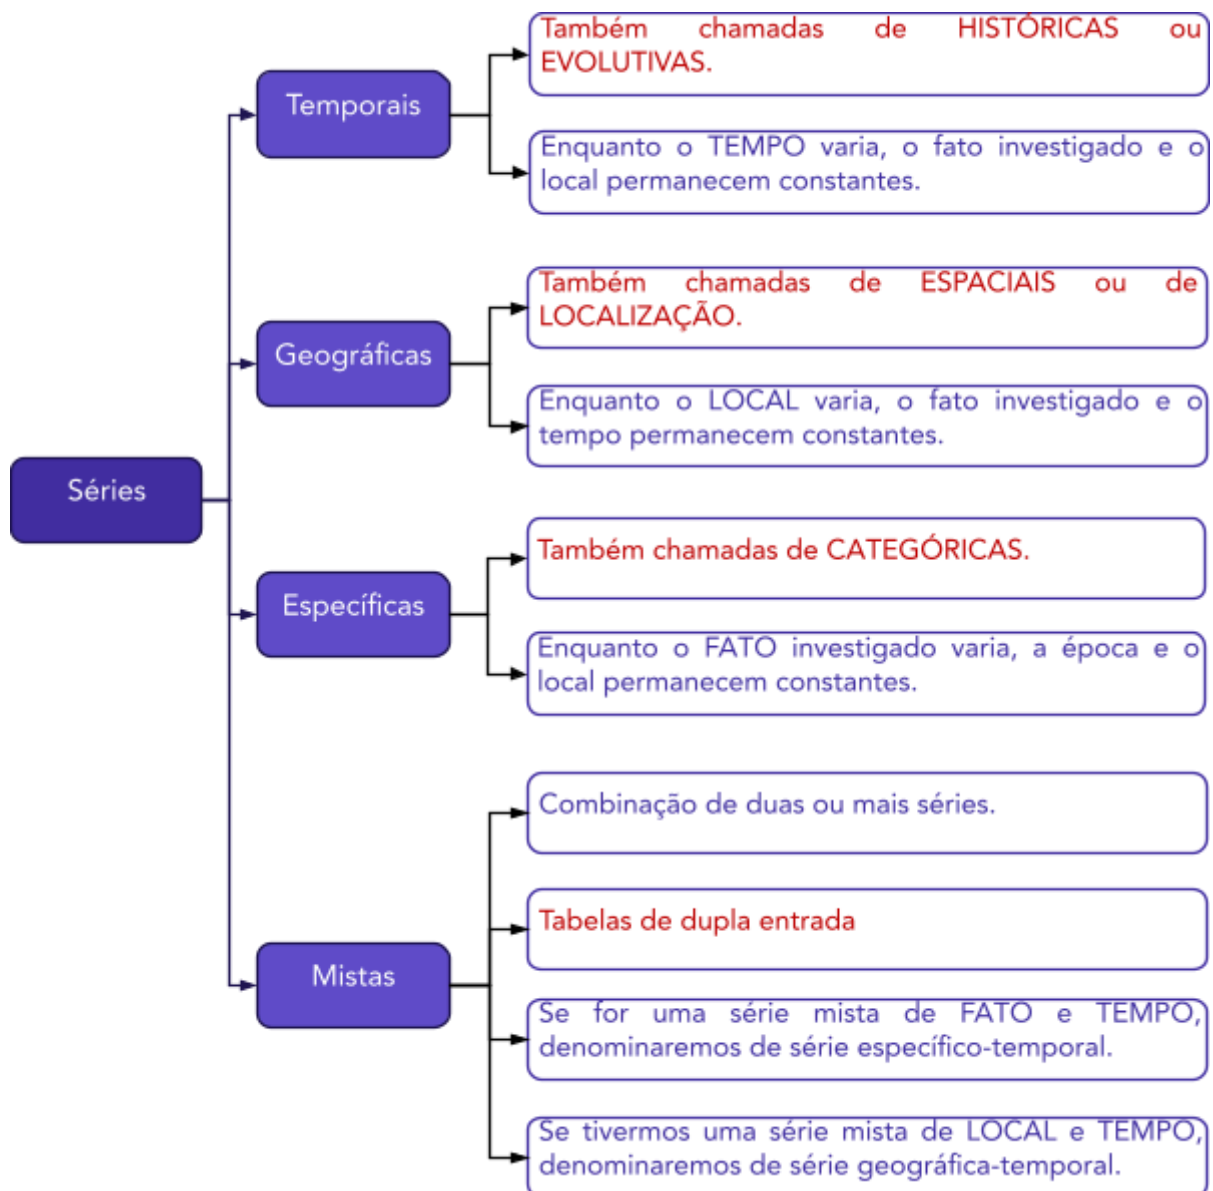 Também chamadas de HISTÓRICAS ou
EVOLUTIVAS.
Temporais
Enquanto o TEMPO varia, o fato investigado e o
local permanecem constantes.
Também chamadas de ESPACIAIS ou de
LOCALIZAÇÃO.
Geográficas
Enquanto o LOCAL varia, o fato investigado e o
tempo permanecem constantes.
Séries
Também chamadas de CATEGÓRICAS.
Específicas
Enquanto o FATO investigado varia, a época e o
local permanecem constantes.
Combinação de duas ou mais séries.
Tabelas de dupla entrada
Mistas
Se for uma série mista de FATO e TEMPO,
denominaremos de série específico-temporal.
Se tivermos uma série mista de LOCAL e TEMPO,
denominaremos de série geográfica-temporal.